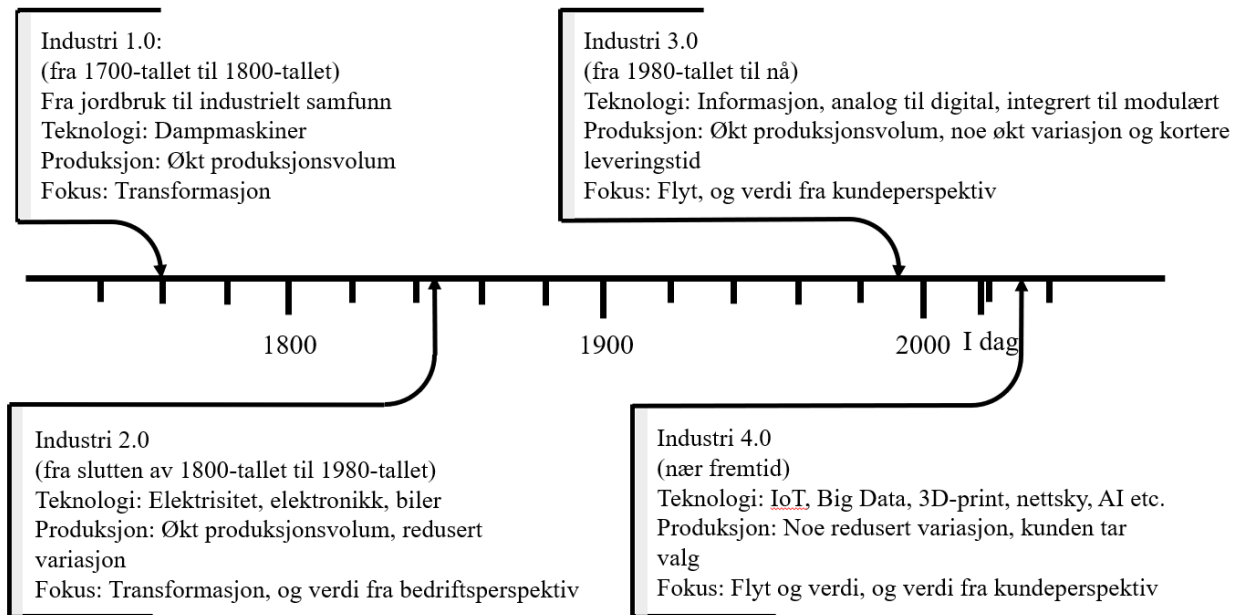 Industri 1.0:
(fra 1700-tallet til 1800-tallet)
Fra jordbruk til industrielt samfunn
Teknologi: Dampmaskiner
Produksjon: Økt produksjonsvolum
Fokus: Transformasjon
Industri 3.0
(fra 1980-tallet til nå)
Teknologi: Informasjon, analog til digital, integrert til modulært
Produksjon: Økt produksjonsvolum, noe økt variasjon og kortere
leveringstid
Fokus: Flyt, og verdi fra kundeperspektiv
1800
1900
2000
I dag
Industri 2.0
(fra slutten av 1800-tallet til 1980-tallet)
Teknologi: Elektrisitet, elektronikk, biler
Produksjon: Økt produksjonsvolum, redusert
variasjon
Fokus: Transformasjon, og verdi fra bedriftsperspektiv
Industri 4.0
(nær fremtid)
Teknologi: IoT, Big Data, 3D-print, nettsky, AI etc.
Produksjon: Noe redusert variasjon, kunden tar
valg
Fokus: Flyt og verdi, og verdi fra kundeperspektiv